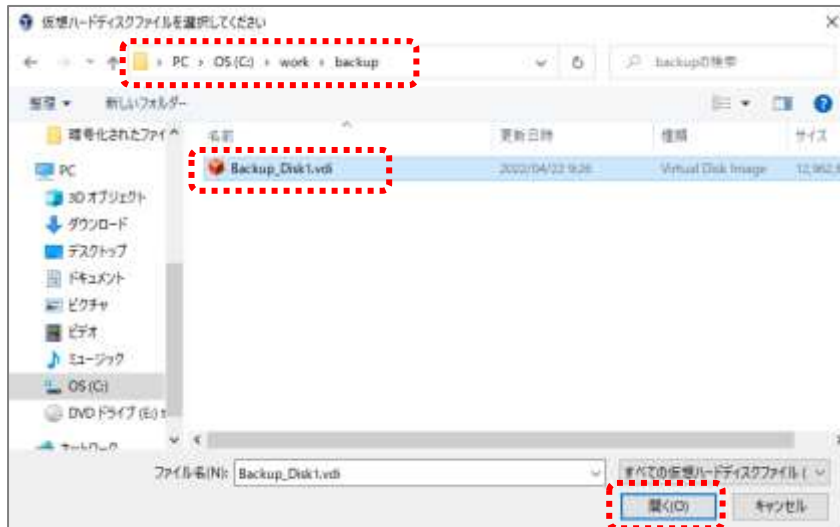 仮想ハードディスクファイルを選択してください
PC › OS (C:) › work › backup
backupの検索
整理 新しいフォルダー
暗号化されたファイ
名前 更新日時 種類 サイズ
Backup_Disk1.vdi 2022/04/22 9:26 Virtual Disk Image
PC
3D オブジェクト
ダウンロード
デスクトップ
ドキュメント
ピクチャ
ビデオ
ミュージック
OS (C:)
DVD ドライブ (E:)
ネットワーク
ファイル名(N): Backup_Disk1.vdi すべての仮想ハードディスクファイル (
開く(O) キャンセル